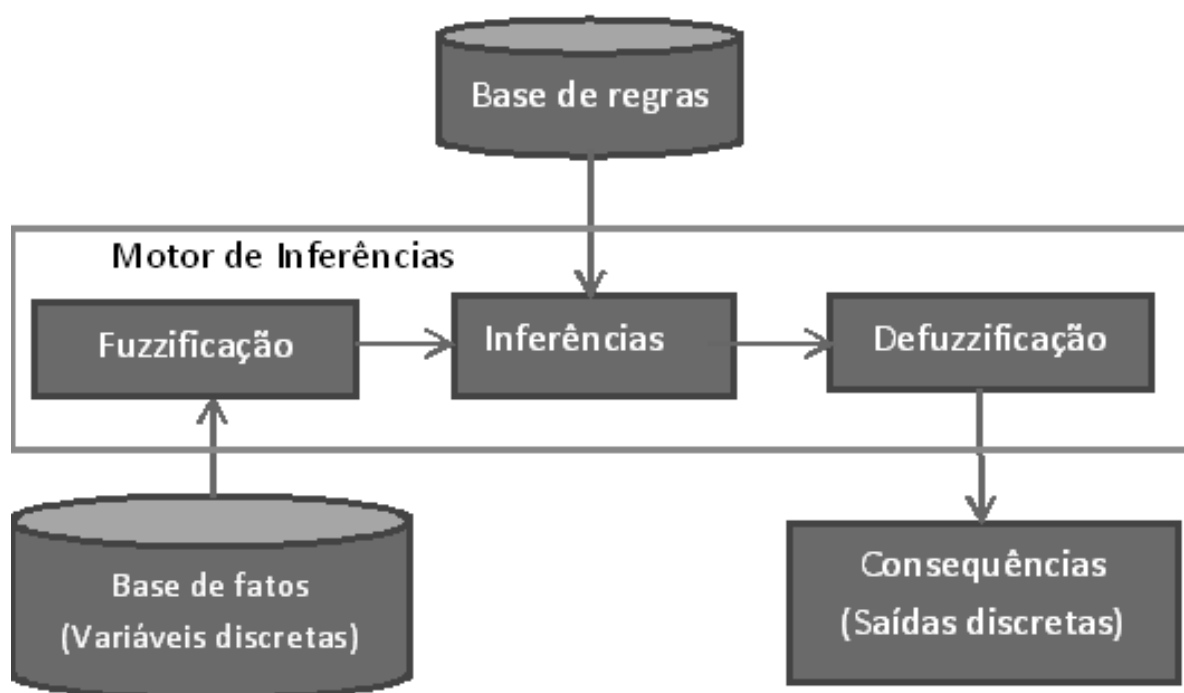 Base de regras
Motor de Inferências
Fuzzificação
Inferências
Defuzzificação
Base de fatos
(Variáveis discretas)
Consequências
(Saídas discretas)